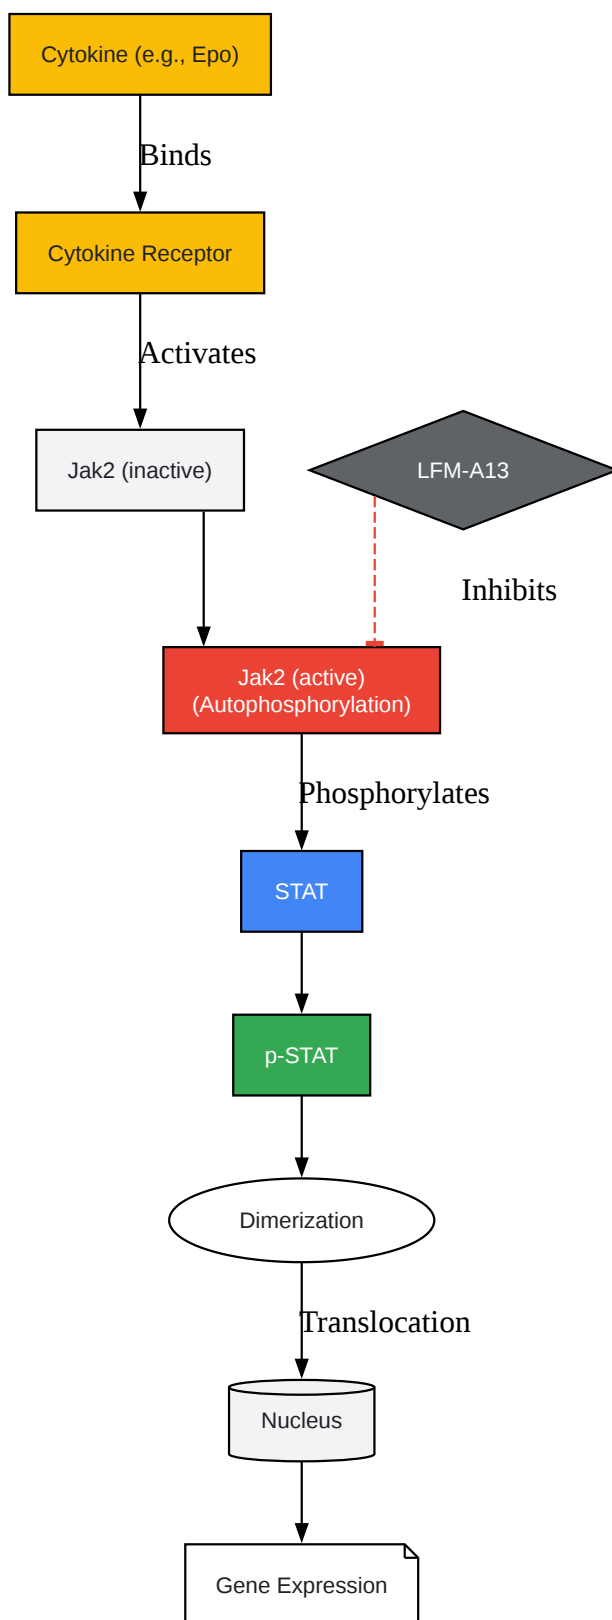 Cytokine (e.g., Epo)
Binds
Cytokine Receptor
Activates
Jak2 (inactive)
LFM-A13
Inhibits
Jak2 (active)
(Autophosphorylation)
Phosphorylates
STAT
p-STAT
Dimerization
Translocation
Nucleus
Gene Expression